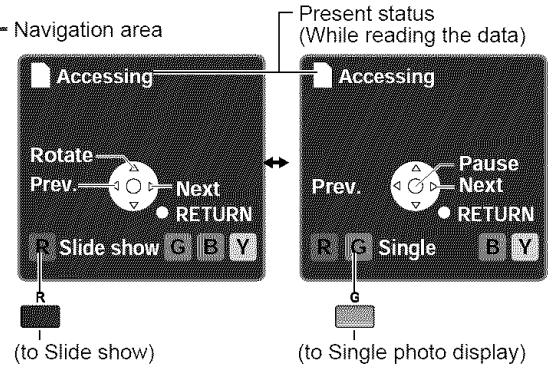 Navigation area
Present status
(While reading the data)
Accessing
Rotate
Prev.
Next
RETURN
R Slide show G B Y
R
(to Slide show)
Accessing
Pause
Prev.
Next
RETURN
R G Single B Y
G
(to Single photo display)